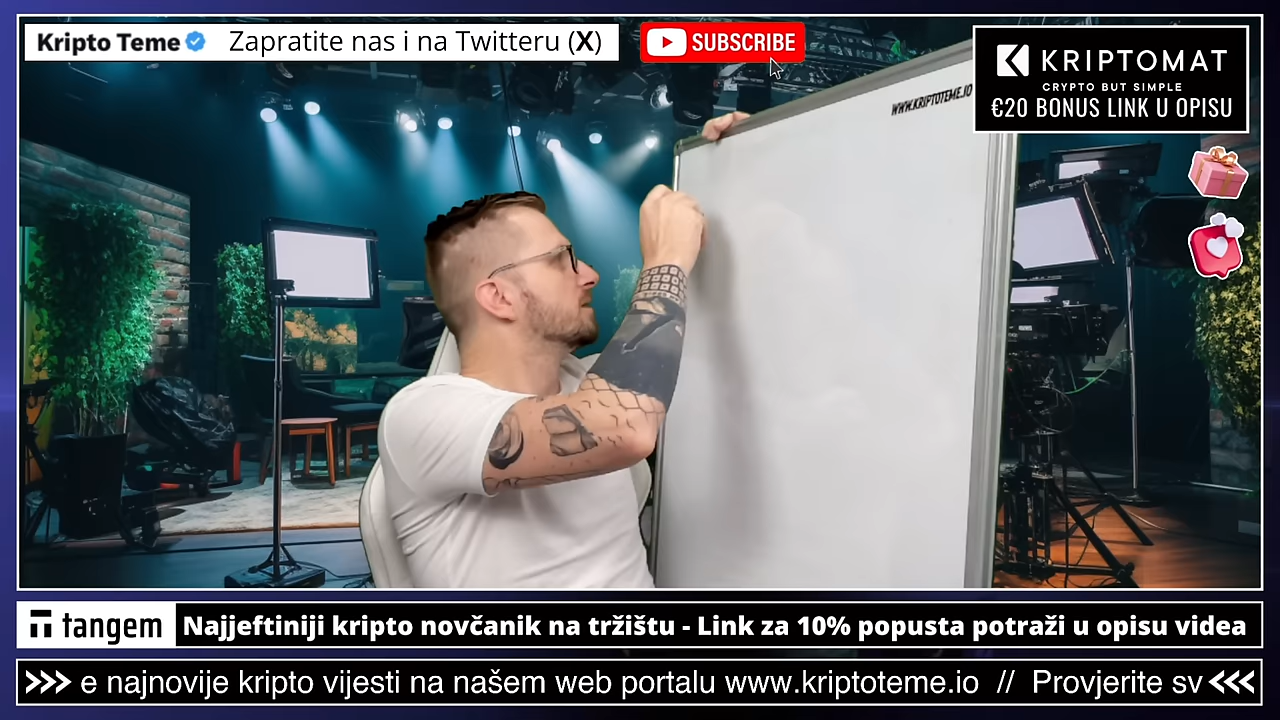 Kripto Teme
Zapratite nas i na Twitteru (X)
SUBSCRIBE
KRIPTOMAT
CRYPTO BUT SIMPLE
€20 BONUS LINK U OPISU
WWW.KRIPTOTEME.IO
tangem
Najjeftiniji kripto novčanik na tržištu - Link za 10% popusta potraži u opisu videa
>>> e najnovije kripto vijesti na našem web portalu www.kriptoteme.io // Provjerite sv <<<